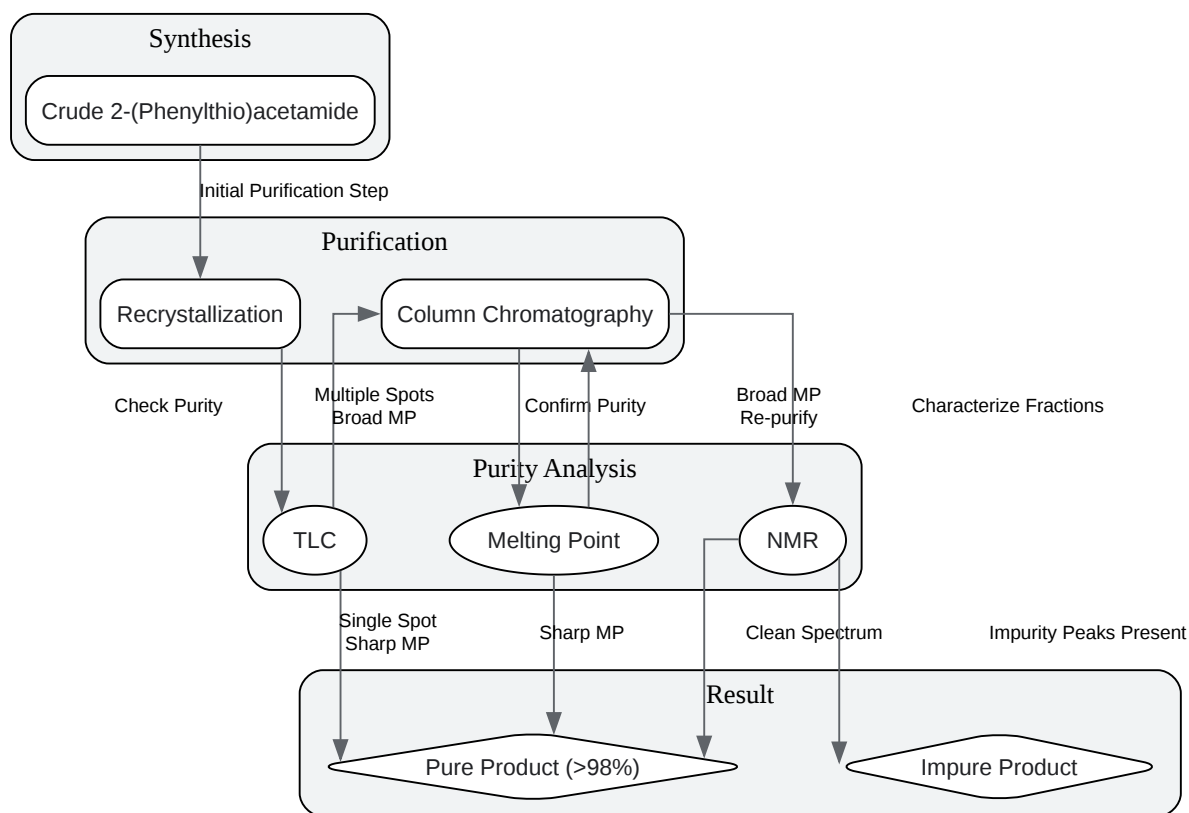 Synthesis
Crude 2-(Phenylthio)acetamide
Initial Purification Step
Purification
Recrystallization
Column Chromatography
Check Purity
Multiple Spots
Broad MP
Confirm Purity
Broad MP
Re-purify
Characterize Fractions
Purity Analysis
TLC
Melting Point
NMR
Single Spot
Sharp MP
Sharp MP
Clean Spectrum
Impurity Peaks Present
Result
Pure Product (>98%)
Impure Product